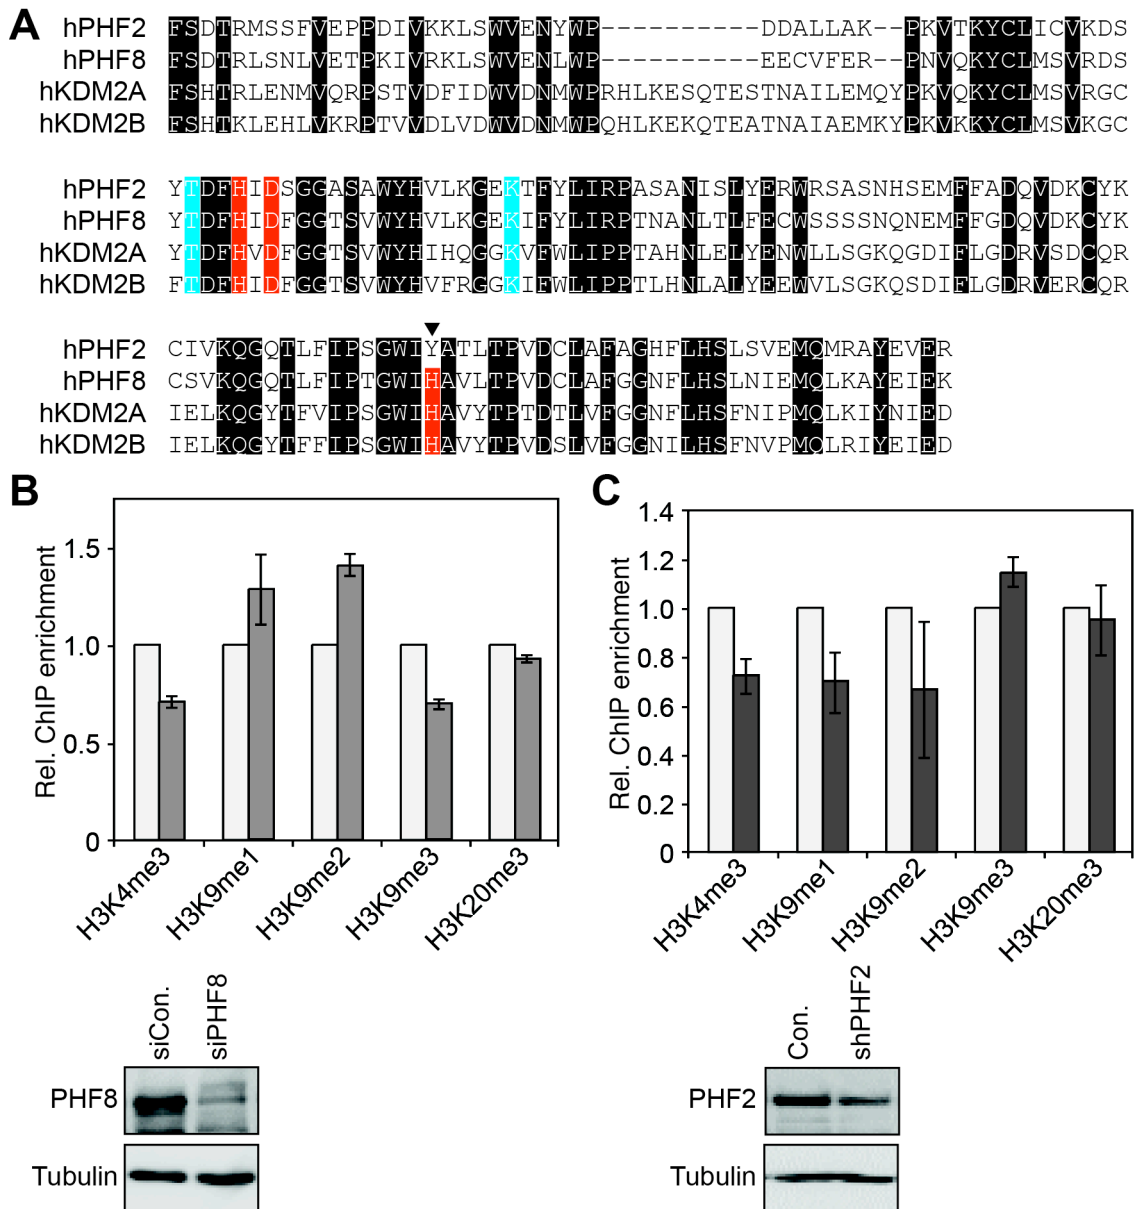 A
hPHF2 FSDTRMSSFVEPPDIVKKLSWVENYWP----------DDALLAK--PKVTKYCLICVKDS
hPHF8 FSDTRLSNLVETPKIVRKLSWVENLWP----------EECVFER--PNVQKYCLMSVRDS
hKDM2A FSHTRLENMVQRPSTVDFIDWVDNMWPRHLKESQTESTNAILEMQYPKVQKYCLMSVRGC
hKDM2B FSHTKLEHLVKRPTVVDLVDWVDNMWPQHLKEKQTEATNAIAEMKYPKVKKYCLMSVKGC
hPHF2 YTDFHIDSGGASAWYHVLKGEKTFYLIRPASANISLYERWRSASNHSEMFFADQVDKCYK
hPHF8 YTDFHIDFGGTSVWYHVLKGEKIFYLIRPTNANLTLFECWSSSSNQNEMFFGDQVDKCYK
hKDM2A YTDFHVDFGGTSVWYHIHQGGKVFWLIPPTAHNLELYENWLLSGKQGDIFLGDRVSDCQR
hKDM2B FTDFHIDFGGTSVWYHVFRGGKIFWLIPPTLHNLALYEEWVLSGKQSDIFLGDRVERCQR
hPHF2 CIVKQGQTLFIPSGWIYATLTPVDCLAFAGHFLHSLSVEMQMRAYEVER
hPHF8 CSVKQGQTLFIPTGWIHAVLTPVDCLAFGGNFLHSLNIEMQLKAYEIEK
hKDM2A IELKQGYTFVIPSGWIHAVYTPTDTLVFGGNFLHSFNIPMQLKIYNIED
hKDM2B IELKQGYTFFIPSGWIHAVYTPVDSLVFGGNILHSFNVPMQLRIYEIED
B
Rel. ChIP enrichment
1.5
1.0
0.5
0
H3K4me3
H3K9me1
H3K9me2
H3K9me3
H3K20me3
siCon.
siPHF8
PHF8
Tubulin
C
Rel. ChIP enrichment
1.4
1.2
1.0
0.8
0.6
0.4
0.2
0
H3K4me3
H3K9me1
H3K9me2
H3K9me3
H3K20me3
Con.
shPHF2
PHF2
Tubulin